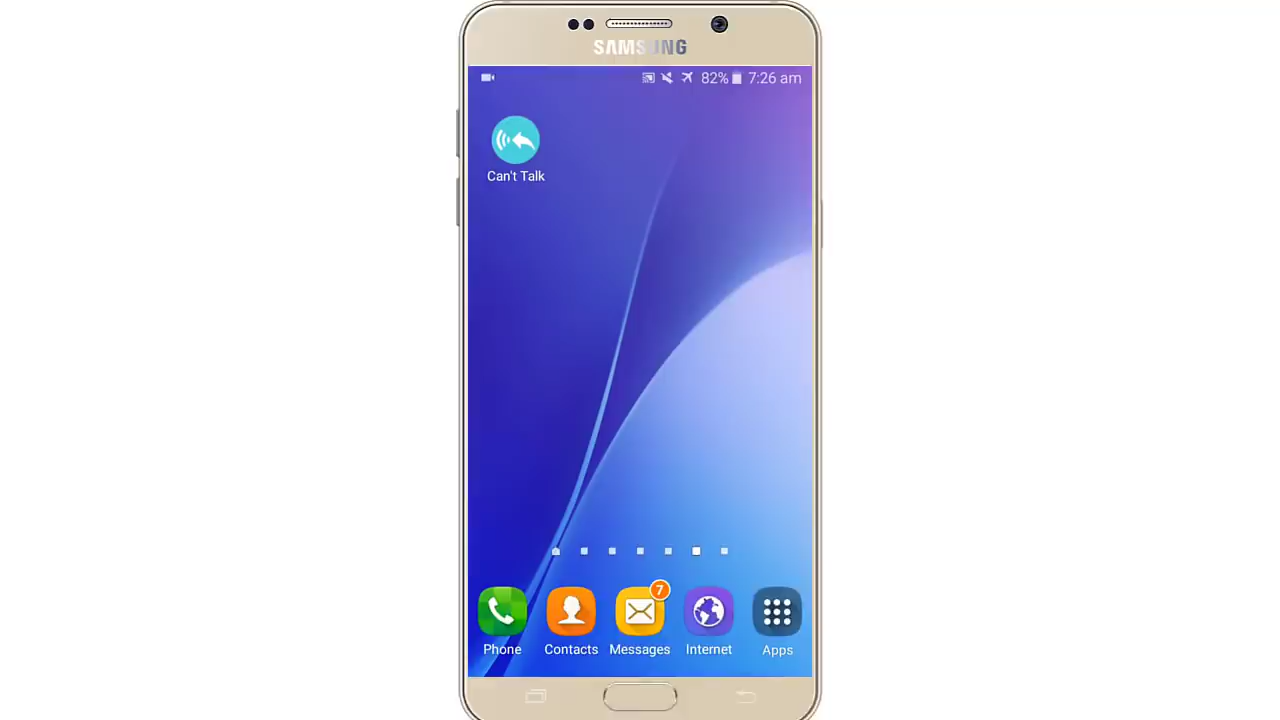 SAMSUNG
82% 7:26 am
Can't Talk
7
Phone Contacts Messages Internet Apps